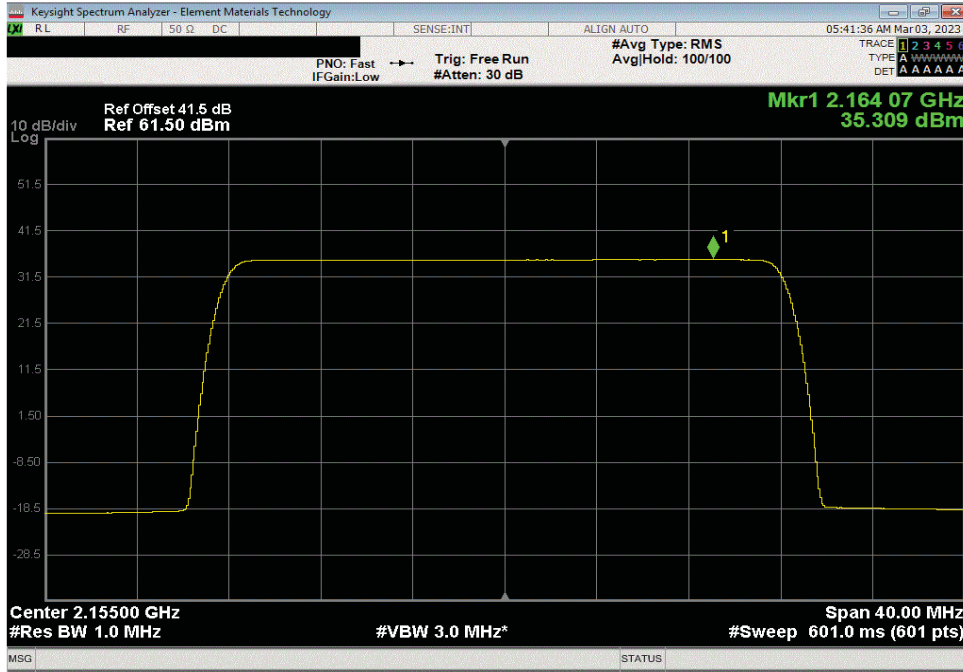 Keysight Spectrum Analyzer - Element Materials Technology
LXI RL RF 50 Ω DC SENSE:INT ALIGN AUTO 05:41:36 AM Mar 03, 2023
PNO: Fast
IFGain:Low
Trig: Free Run
#Atten: 30 dB
#Avg Type: RMS
Avg|Hold: 100/100
TRACE 1 2 3 4 5 6
TYPE A WWWWW
DET A A A A A A
Mkr1 2.164 07 GHz
35.309 dBm
Ref Offset 41.5 dB
10 dB/div Ref 61.50 dBm
Log
51.5
41.5
1
31.5
21.5
11.5
1.50
-8.50
-18.5
-28.5
Center 2.15500 GHz Span 40.00 MHz
#Res BW 1.0 MHz #VBW 3.0 MHz* #Sweep 601.0 ms (601 pts)
MSG STATUS